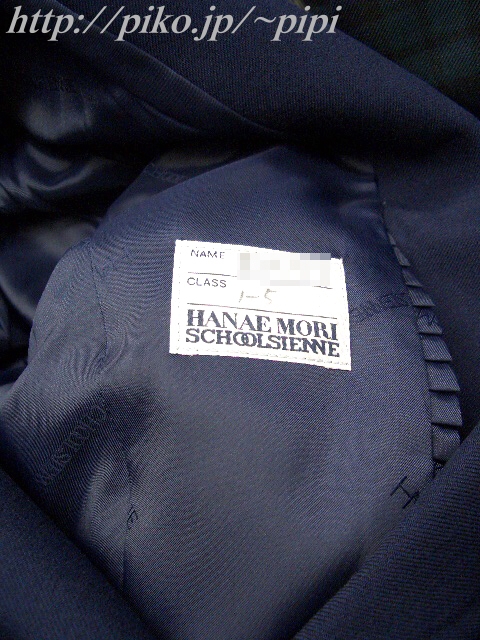 http://piko.jp/~pipi
NAME
CLASS 1-5
HANAE MORI
SCHOOLSIENNE